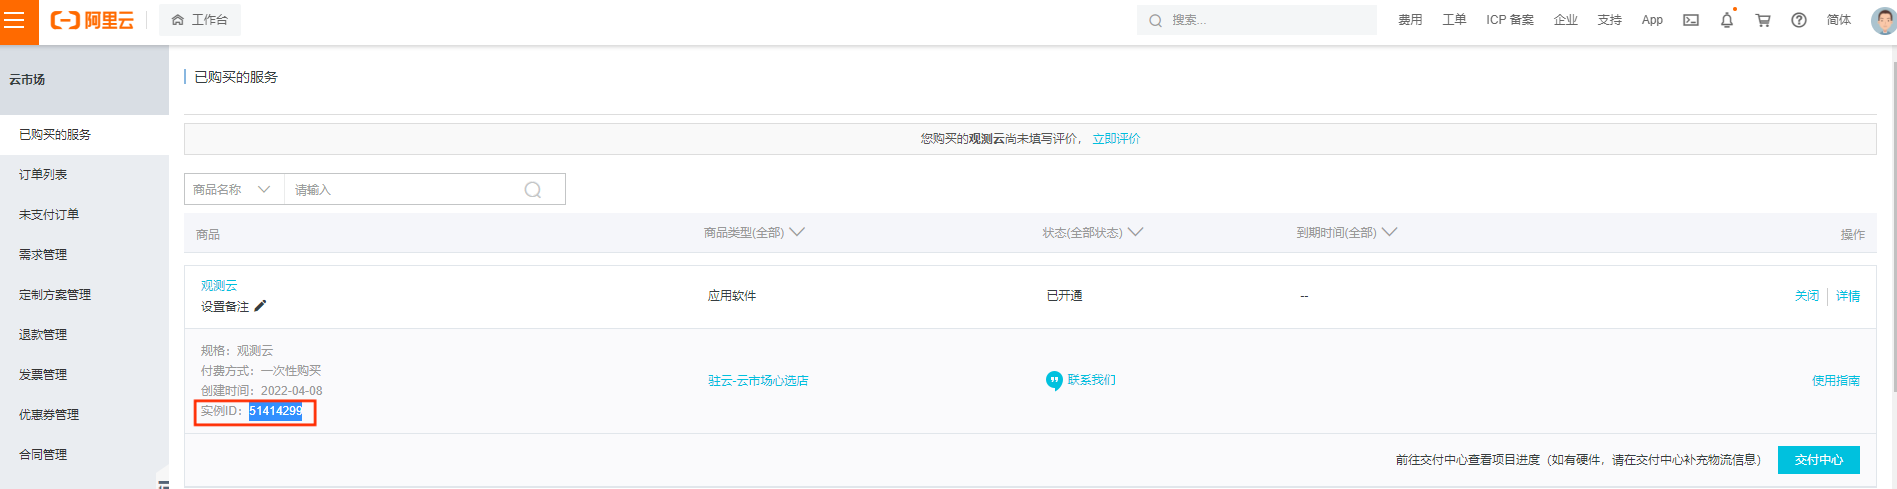 阿里云
工作台
搜索...
费用
工单
ICP 备案
企业
支持
App
简体
云市场
已购买的服务
订单列表
未支付订单
需求管理
定制方案管理
退款管理
发票管理
优惠券管理
合同管理
已购买的服务
您购买的观测云尚未填写评价， 立即评价
商品名称
请输入
商品
商品类型(全部)
状态(全部状态)
到期时间(全部)
操作
观测云
设置备注
应用软件
已开通
--
关闭
详情
规格：观测云
付费方式：一次性购买
创建时间：2022-04-08
实例ID：51414299
驻云-云市场心选店
联系我们
使用指南
前往交付中心查看项目进度（如有硬件，请在交付中心补充物流信息）
交付中心